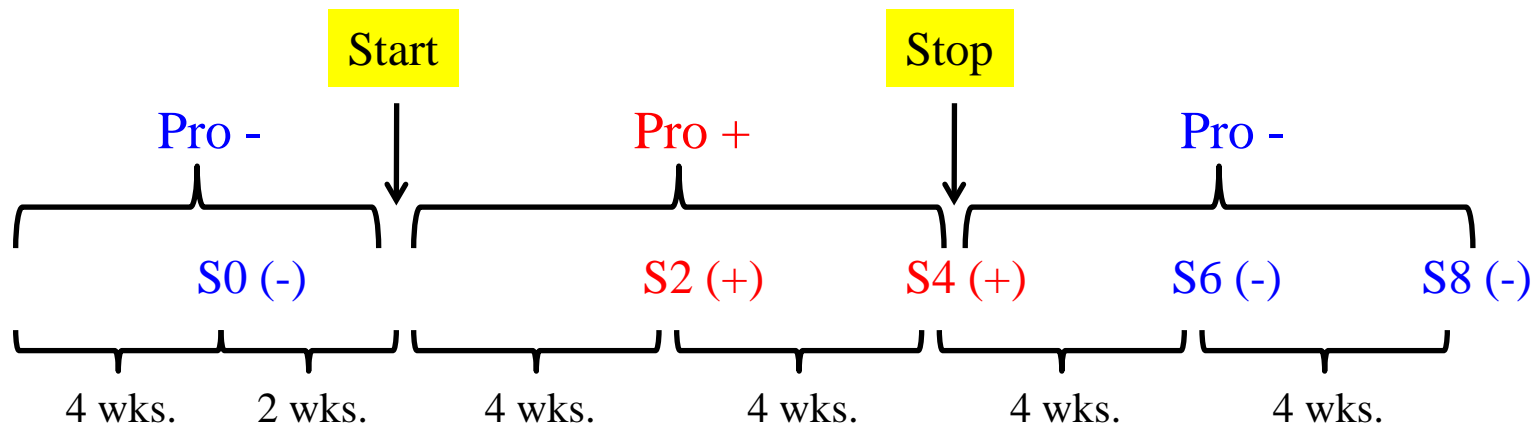 Start Stop
Pro - Pro + Pro -
S0 (-) S2 (+) S4 (+) S6 (-) S8 (-)
4 wks. 2 wks. 4 wks. 4 wks. 4 wks. 4 wks.